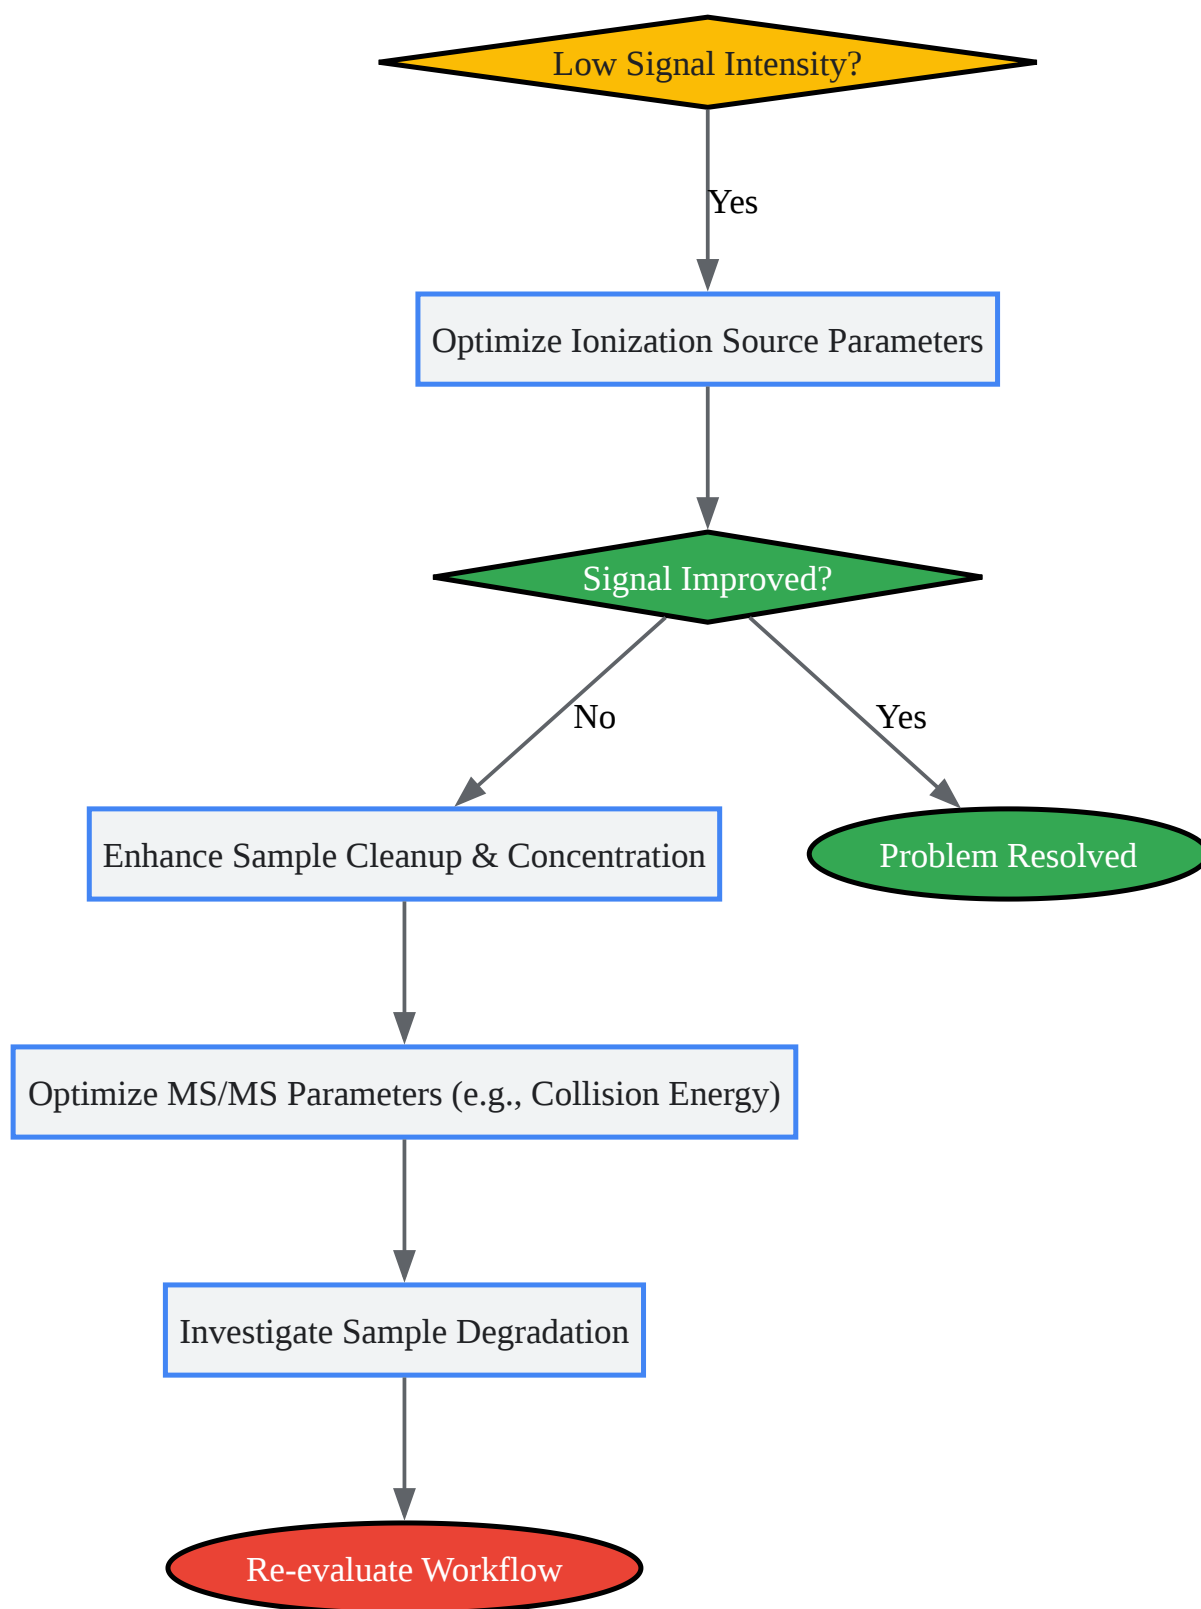 Low Signal Intensity?
Yes
Optimize Ionization Source Parameters
Signal Improved?
No
Yes
Enhance Sample Cleanup & Concentration
Problem Resolved
Optimize MS/MS Parameters (e.g., Collision Energy)
Investigate Sample Degradation
Re-evaluate Workflow